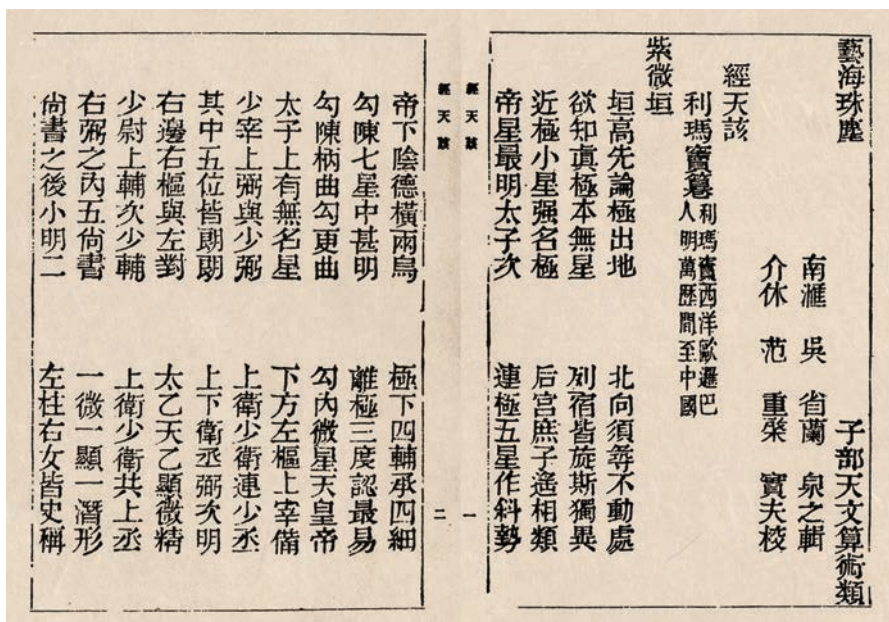 藝海珠塵 子部天文算術類
南滙 吳 省蘭 泉之輯
介休 范 重棨 寶夫校
經天該
利瑪竇篹 利瑪竇西洋歐邏巴人明萬歷間至中國
紫微垣
垣高先論極出地 北向須尋不動處
欲知眞極本無星 列宿皆旋斯獨異
近極小星强名極 后宮庶子遙相類
帝星最明太子次 連極五星作斜勢
經天該 一
經天該 二
帝下陰德橫兩烏 極下四輔承四細
勾陳七星中甚明 離極三度認最易
勾陳柄曲勾更曲 勾內微星天皇帝
太子上有無名星 下方左樞上宰備
少宰上弼與少弼 上衛少衛連少丞
其中五位皆朗朗 上下衛丞弼次明
右邊右樞與左對 太乙天乙顯微精
少尉上輔次少輔 上衛少衛共上丞
右弼之內五尙書 一微一顯一潛形
尙書之後小明二 左柱右女皆史稱